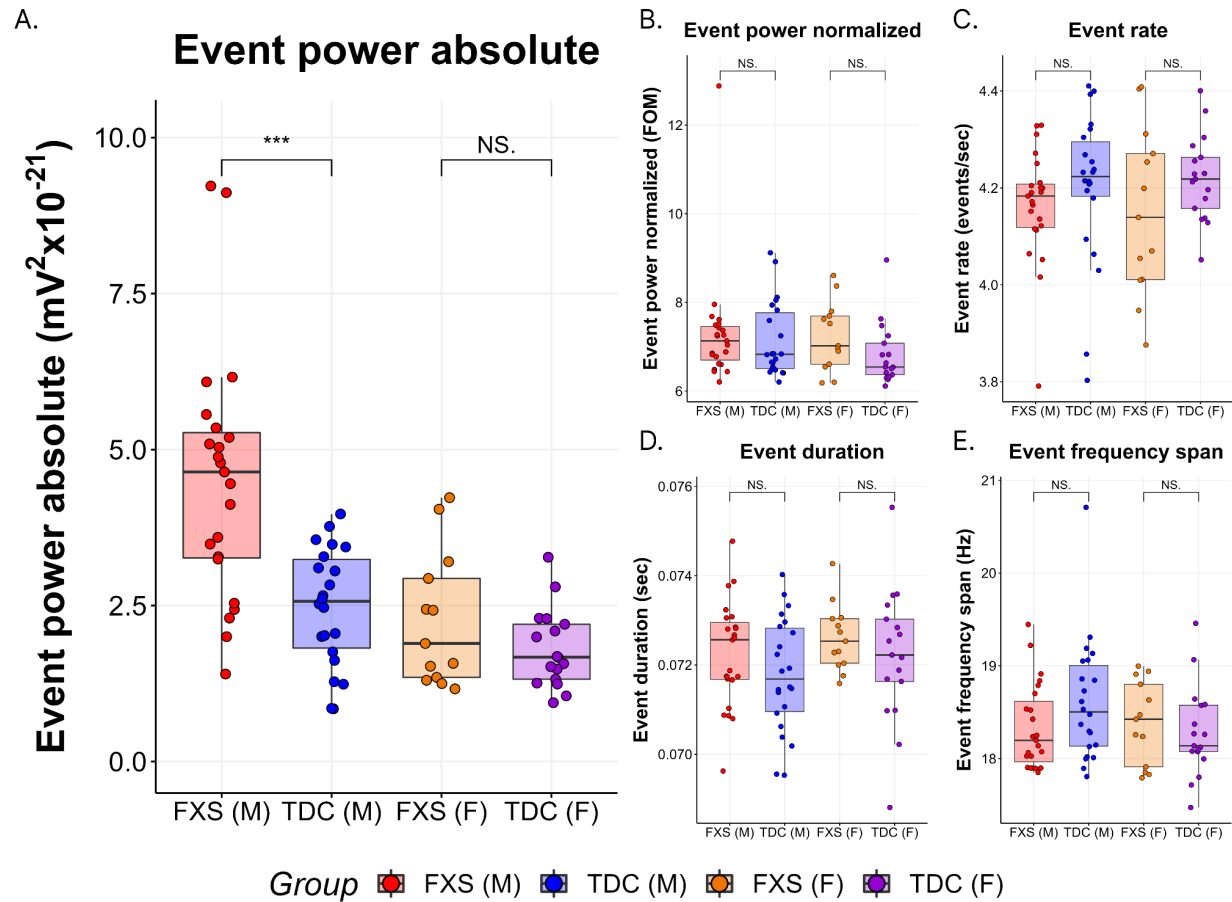 A.
Event power absolute
Event power absolute (mV²x10⁻²¹)
10.0
7.5
5.0
2.5
0.0
***
NS.
FXS (M) TDC (M) FXS (F) TDC (F)
B.
Event power normalized
Event power normalized (FOM)
12
10
8
6
NS.
NS.
FXS (M) TDC (M) FXS (F) TDC (F)
C.
Event rate
Event rate (events/sec)
4.4
4.2
4.0
3.8
NS.
NS.
FXS (M) TDC (M) FXS (F) TDC (F)
D.
Event duration
Event duration (sec)
0.076
0.074
0.072
0.070
NS.
NS.
FXS (M) TDC (M) FXS (F) TDC (F)
E.
Event frequency span
Event frequency span (Hz)
21
20
19
18
NS.
NS.
FXS (M) TDC (M) FXS (F) TDC (F)
Group FXS (M) TDC (M) FXS (F) TDC (F)